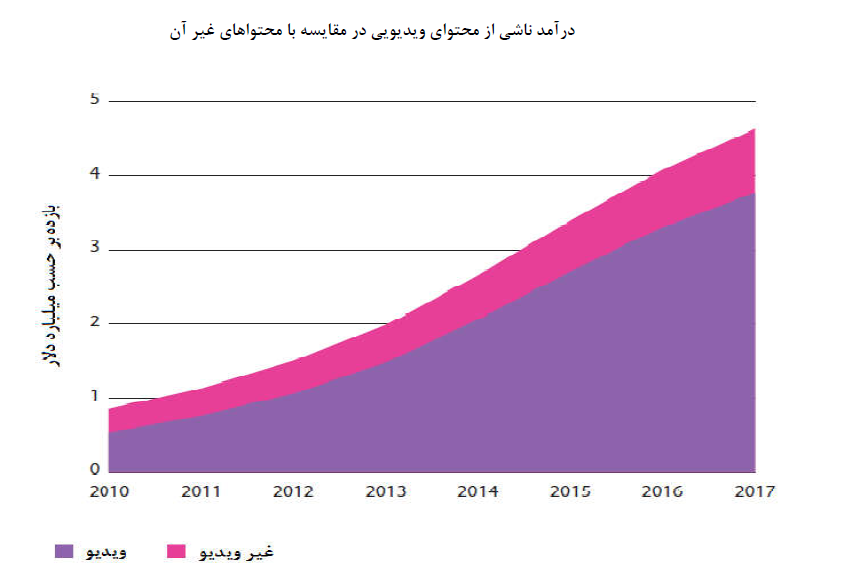 درآمد ناشی از محتوای ویدیویی در مقایسه با محتواهای غیر آن
بازده بر حسب میلیارد دلار
5
4
3
2
1
0
2010 2011 2012 2013 2014 2015 2016 2017
ویدیو غیر ویدیو